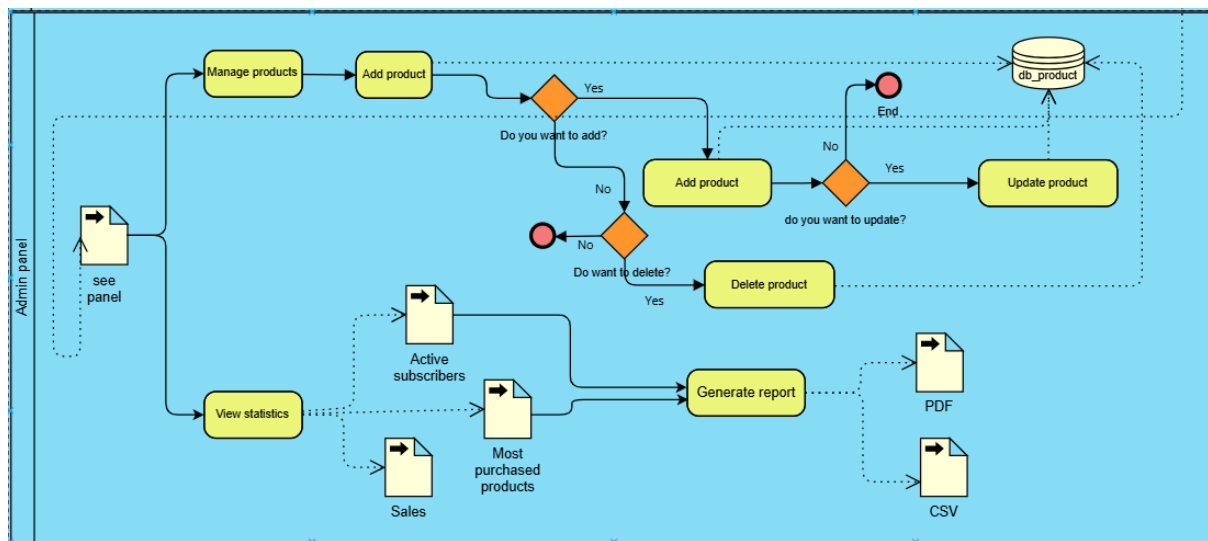 Admin panel
Manage products
Add product
db_product
Yes
End
Do you want to add?
No
Add product
Yes
Update product
No
do you want to update?
see
panel
No
Do want to delete?
Yes
Delete product
Active
subscribers
Generate report
PDF
View statistics
Most
purchased
products
Sales
CSV